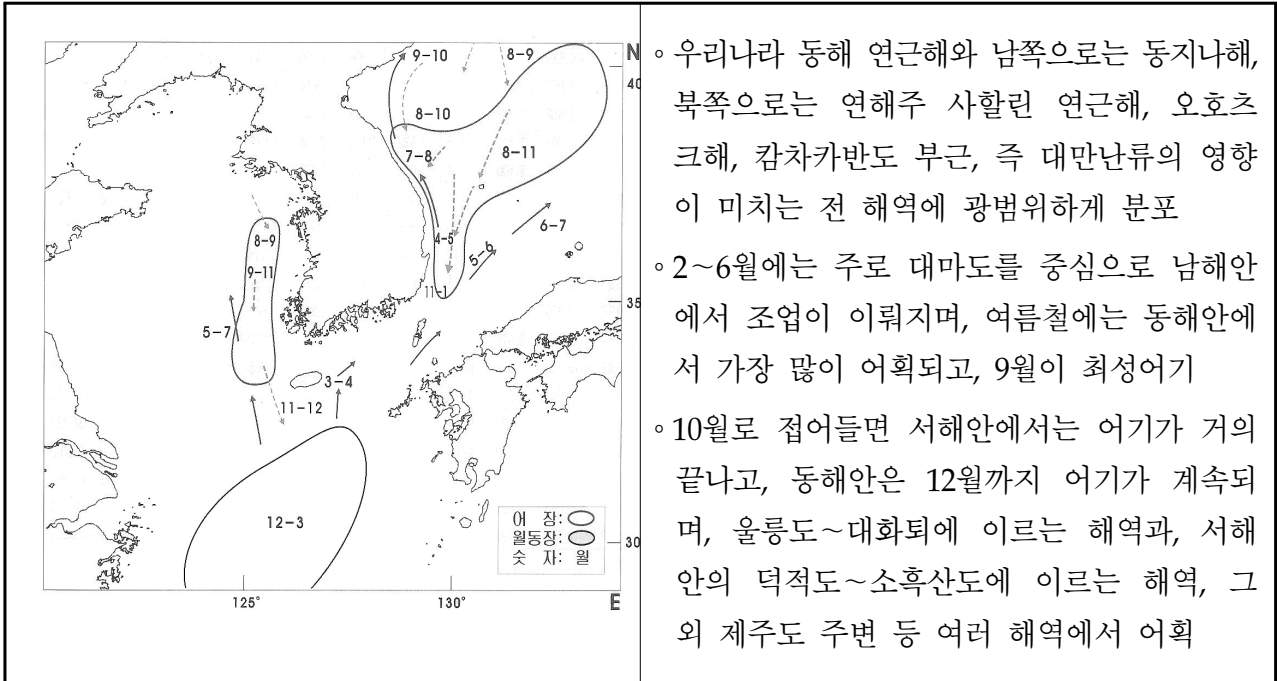 9-10
8-9
N
40
8-10
7-8
8-11
6-7
4-5
5-6
8-9
9-11
11-1
35
5-7
3-4
11-12
12-3
어 장:
월동장:
숫 자: 월
30
125°
130°
E
◦우리나라 동해 연근해와 남쪽으로는 동지나해,
북쪽으로는 연해주 사할린 연근해, 오호츠
크해, 캄차카반도 부근, 즉 대만난류의 영향
이 미치는 전 해역에 광범위하게 분포
◦2~6월에는 주로 대마도를 중심으로 남해안
에서 조업이 이뤄지며, 여름철에는 동해안에
서 가장 많이 어획되고, 9월이 최성어기
◦10월로 접어들면 서해안에서는 어기가 거의
끝나고, 동해안은 12월까지 어기가 계속되
며, 울릉도~대화퇴에 이르는 해역과, 서해
안의 덕적도~소흑산도에 이르는 해역, 그
외 제주도 주변 등 여러 해역에서 어획